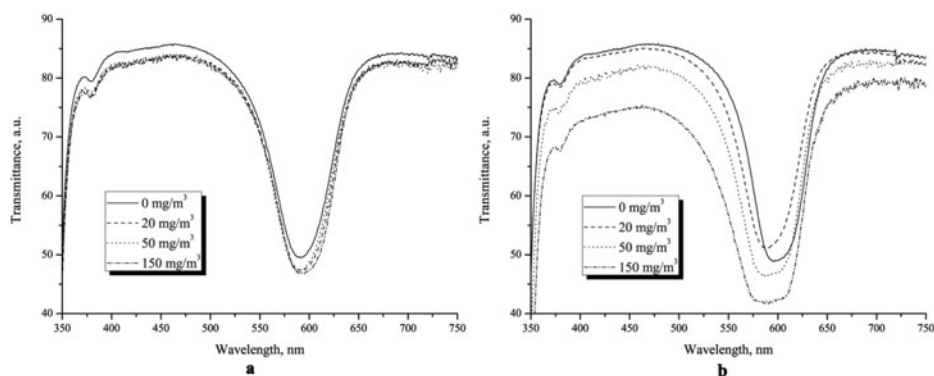 90
80
70
60
50
40
Transmittance, a.u.
0 mg/m³
20 mg/m³
50 mg/m³
150 mg/m³
350 400 450 500 550 600 650 700 750
Wavelength, nm
a
90
80
70
60
50
40
Transmittance, a.u.
0 mg/m³
20 mg/m³
50 mg/m³
150 mg/m³
350 400 450 500 550 600 650 700 750
Wavelength, nm
b